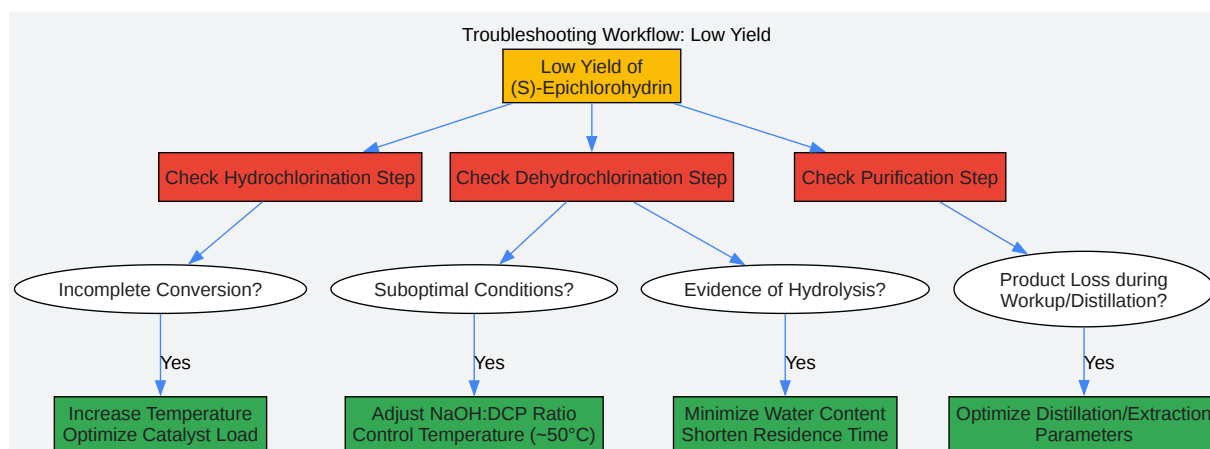 Troubleshooting Workflow: Low Yield
Low Yield of
(S)-Epichlorohydrin
Check Hydrochlorination Step
Check Dehydrochlorination Step
Check Purification Step
Incomplete Conversion?
Suboptimal Conditions?
Evidence of Hydrolysis?
Product Loss during
Workup/Distillation?
Yes
Yes
Yes
Yes
Increase Temperature
Optimize Catalyst Load
Adjust NaOH:DCP Ratio
Control Temperature (~50°C)
Minimize Water Content
Shorten Residence Time
Optimize Distillation/Extraction
Parameters